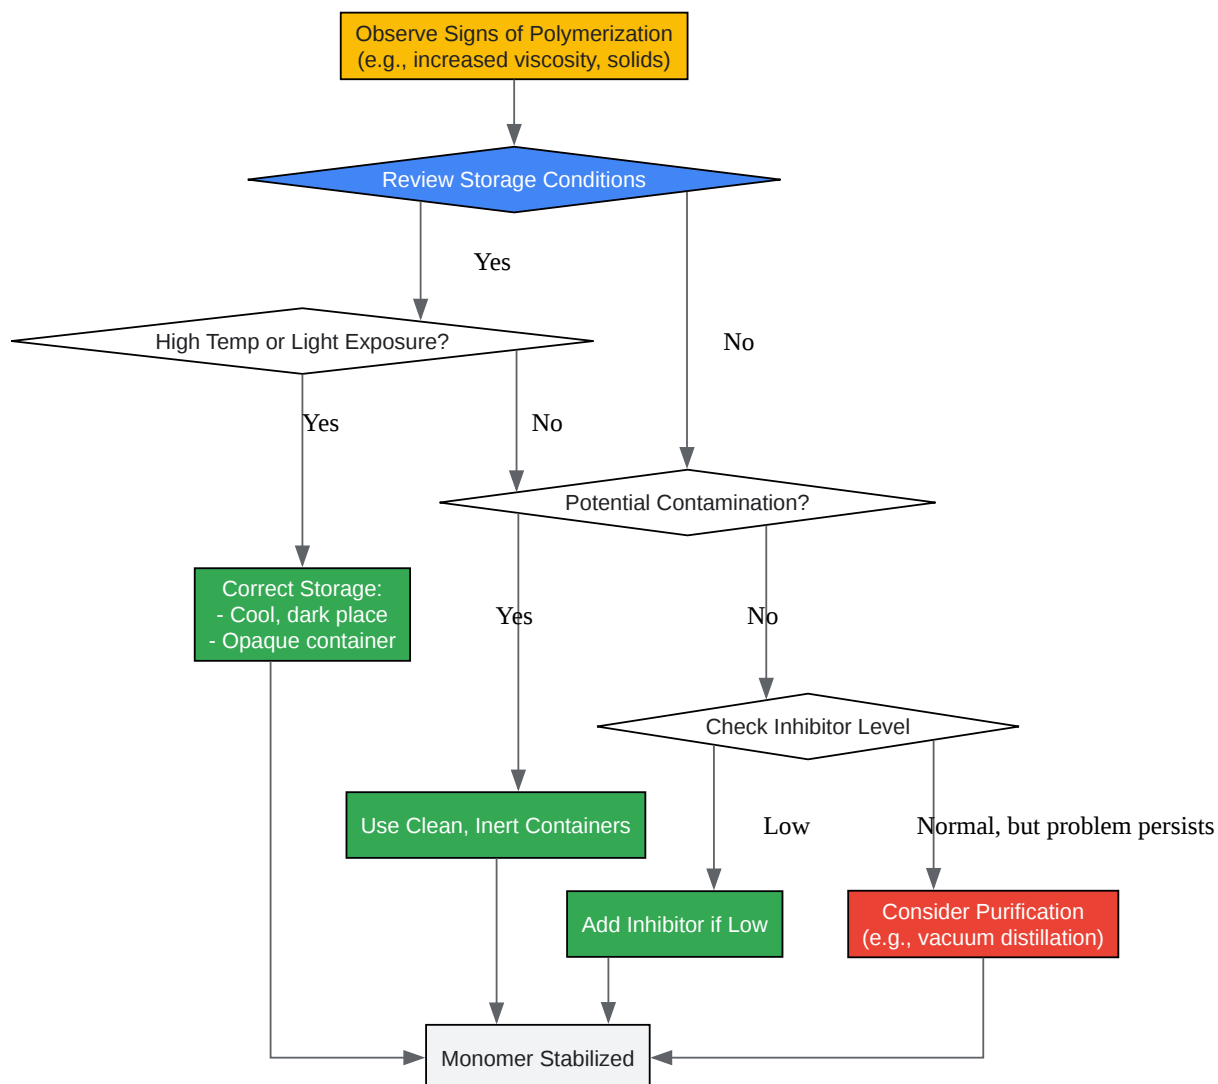 Observe Signs of Polymerization
(e.g., increased viscosity, solids)
Review Storage Conditions
Yes
High Temp or Light Exposure?
No
Yes
No
Potential Contamination?
Correct Storage:
- Cool, dark place
- Opaque container
Yes
No
Check Inhibitor Level
Use Clean, Inert Containers
Low
Normal, but problem persists
Add Inhibitor if Low
Consider Purification
(e.g., vacuum distillation)
Monomer Stabilized